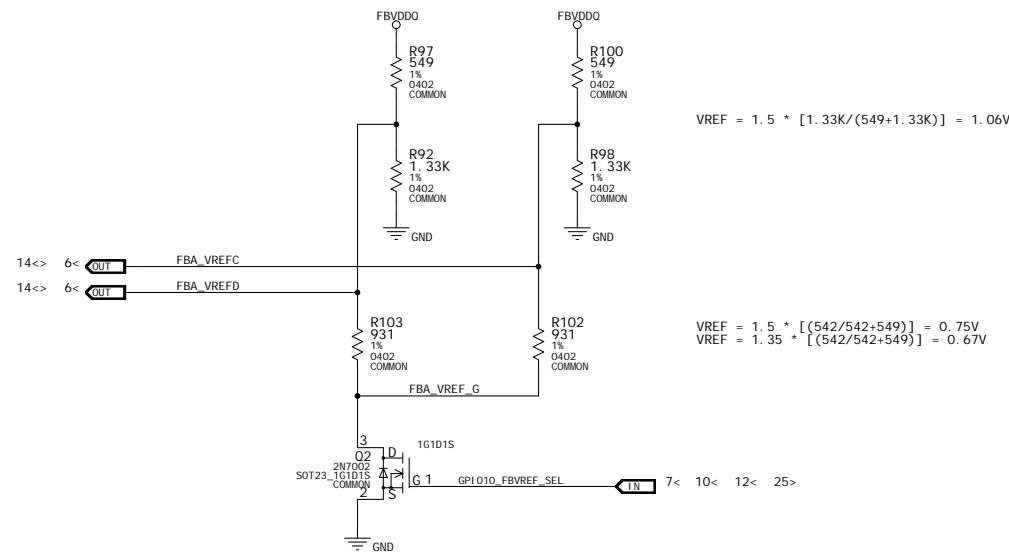 FBVDDQ
FBVDDQ
R97
549
1%
0402
COMMON
R100
549
1%
0402
COMMON
VREF = 1.5 * [1.33K/(549+1.33K)] = 1.06V
R92
1.33K
1%
0402
COMMON
R98
1.33K
1%
0402
COMMON
GND
GND
14<> 6< OUT FBA_VREFC
14<> 6< OUT FBA_VREFD
R103
931
1%
0402
COMMON
R102
931
1%
0402
COMMON
VREF = 1.5 * [(542/542+549)] = 0.75V
VREF = 1.35 * [(542/542+549)] = 0.67V
FBA_VREF_G
3
D
1G1D1S
Q2
2N7002
SOT23_1G1D1S
COMMON
2
S
G 1
GPIO10_FBVREF_SEL
IN 7< 10< 12< 25>
GND